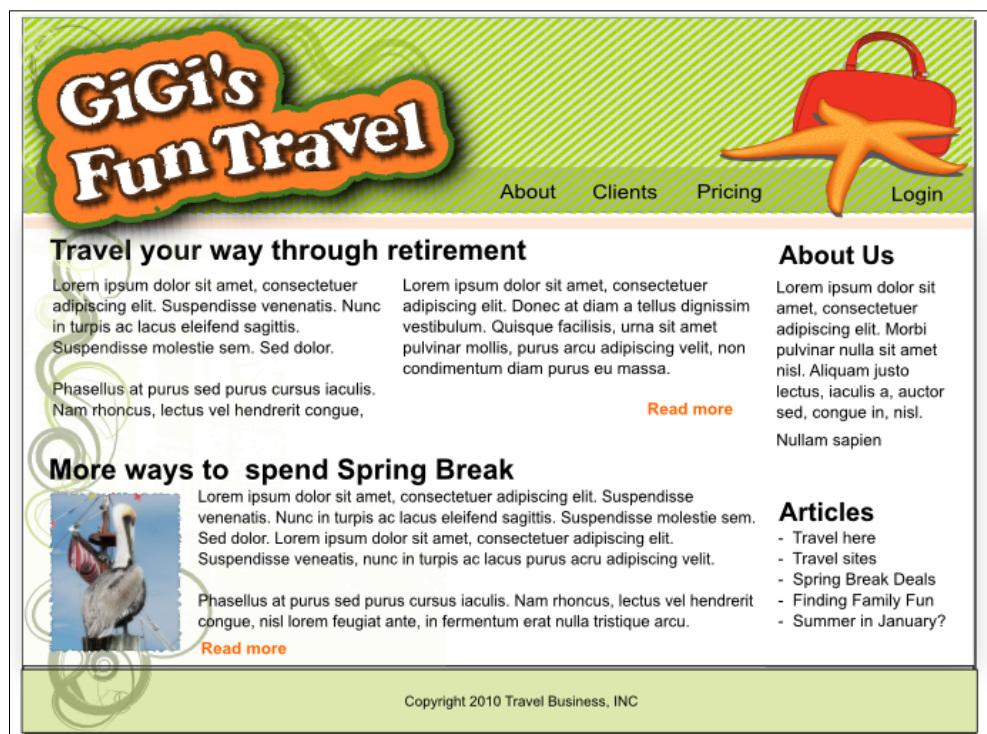 GiGi's
Fun Travel
About Clients Pricing Login
Travel your way through retirement
Lorem ipsum dolor sit amet, consectetuer
adipiscing elit. Suspendisse venenatis. Nunc
in turpis ac lacus eleifend sagittis.
Suspendisse molestie sem. Sed dolor.
Phasellus at purus sed purus cursus iaculis.
Nam rhoncus, lectus vel hendrerit congue,
Lorem ipsum dolor sit amet, consectetuer
adipiscing elit. Donec at diam a tellus dignissim
vestibulum. Quisque facilisis, urna sit amet
pulvinar mollis, purus arcu adipiscing velit, non
condimentum diam purus eu massa.
Read more
More ways to  spend Spring Break
Lorem ipsum dolor sit amet, consectetuer adipiscing elit. Suspendisse
venenatis. Nunc in turpis ac lacus eleifend sagittis. Suspendisse molestie sem.
Sed dolor. Lorem ipsum dolor sit amet, consectetuer adipiscing elit.
Suspendisse veneatis, nunc in turpis ac lacus purus acru adipiscing velit.
Phasellus at purus sed purus cursus iaculis. Nam rhoncus, lectus vel hendrerit
congue, nisl lorem feugiat ante, in fermentum erat nulla tristique arcu.
Read more
About Us
Lorem ipsum dolor sit
amet, consectetuer
adipiscing elit. Morbi
pulvinar nulla sit amet
nisl. Aliquam justo
lectus, iaculis a, auctor
sed, congue in, nisl.
Nullam sapien
Articles
- Travel here
- Travel sites
- Spring Break Deals
- Finding Family Fun
- Summer in January?
Copyright 2010 Travel Business, INC